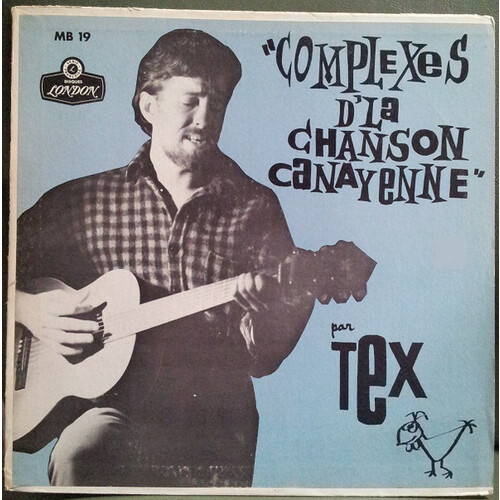 MB 19
DISQUES
LONDON
"COMPLEXES
D'La
CHANSON
CANAYENNE"
par
Tex